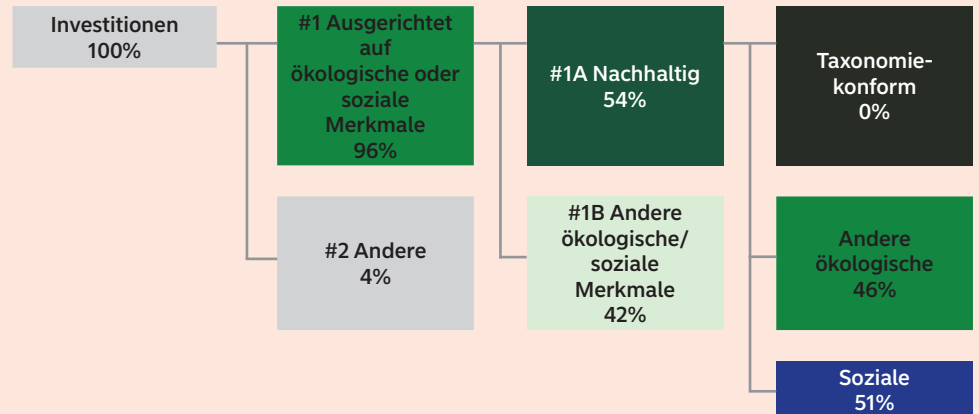 Investitionen
100%
#1 Ausgerichtet
auf
ökologische oder
soziale
Merkmale
96%
#2 Andere
4%
#1A Nachhaltig
54%
#1B Andere
ökologische/
soziale
Merkmale
42%
Taxonomie-
konform
0%
Andere
ökologische
46%
Soziale
51%